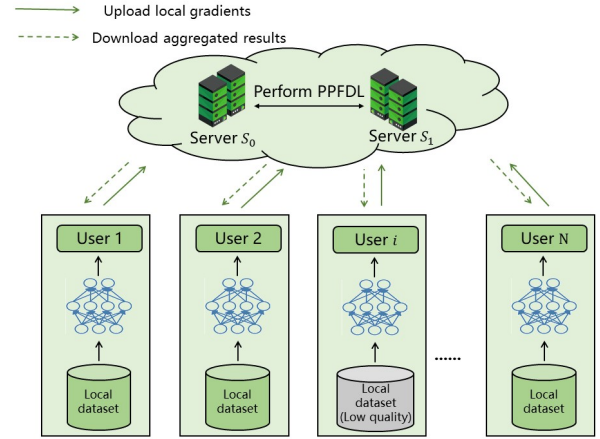 Upload local gradients
Download aggregated results
Perform PPFDL
Server S₀
Server S₁
User 1
User 2
User i
User N
Local
dataset
Local
dataset
Local
dataset
(Low quality)
......
Local
dataset